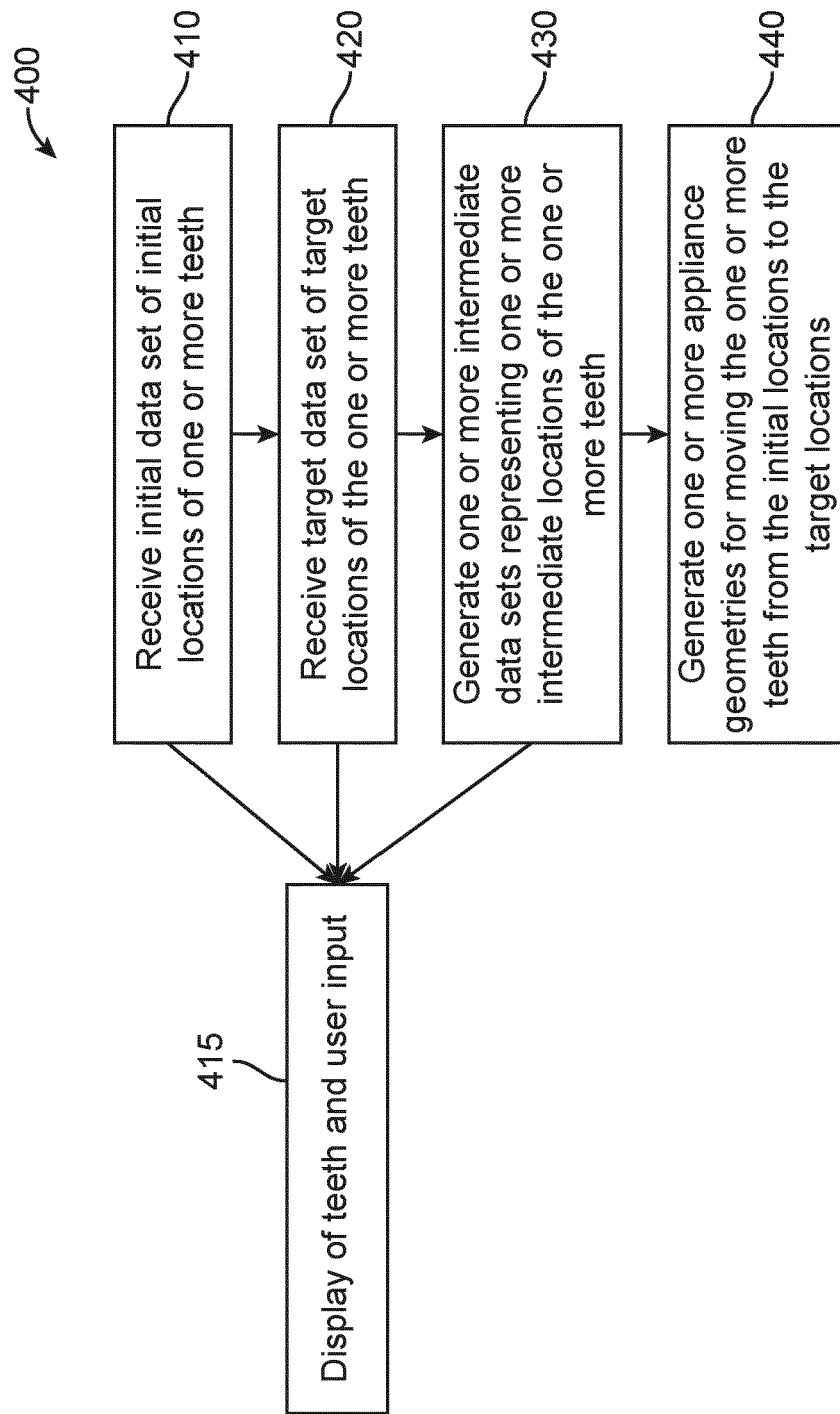 400
Receive initial data set of initial
locations of one or more teeth
410
Receive target data set of target
locations of the one or more teeth
420
Generate one or more intermediate
data sets representing one or more
intermediate locations of the one or
more teeth
430
Generate one or more appliance
geometries for moving the one or more
teeth from the initial locations to the
target locations
440
415
Display of teeth and user input